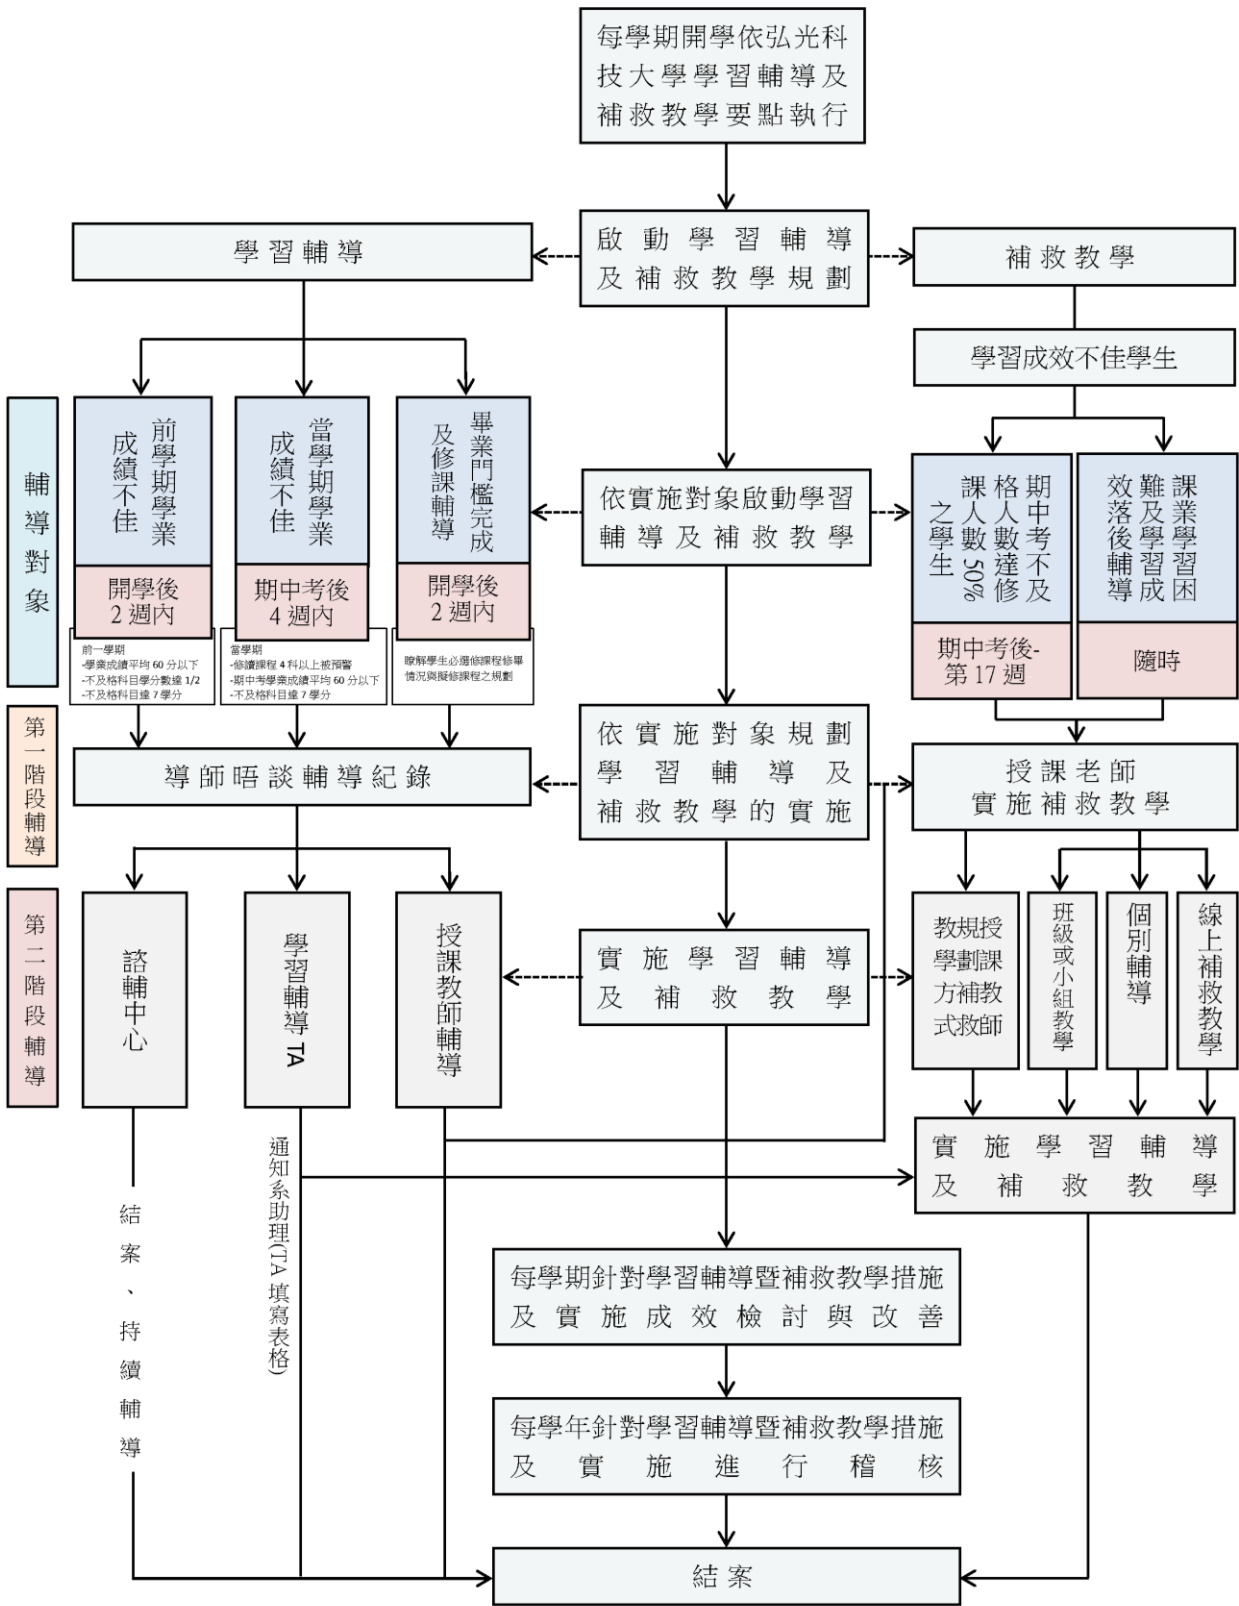 每學期開學依弘光科
技大學學習輔導及
補救教學要點執行
學習輔導
啟動學習輔導
及補救教學規劃
補救教學
學習成效不佳學生
輔導對象
前學期學業
成績不佳
開學後
2 週內
前一學期
-學業成績平均 60 分以下
-不及格科目學分數達 1/2
-不及格科目達 7 學分
當學期學業
成績不佳
期中考後
4 週內
當學期
-修讀課程 4 科以上被預警
-期中考學業成績平均 60 分以下
-不及格科目達 7 學分
畢業門檻完成
及修課輔導
開學後
2 週內
瞭解學生必選修課程修畢
情況與擬修課程之規劃
依實施對象啟動學習
輔導及補救教學
期中考不及
格人數達修
課人數 50%
之學生
期中考後-
第 17 週
課業學習困
難及學習成
效落後輔導
隨時
第一階段輔導
導師晤談輔導紀錄
依實施對象規劃
學習輔導及
補救教學的實施
授課老師
實施補救教學
第二階段輔導
諮輔中心
學習輔導 TA
授課教師輔導
實施學習輔導
及補救教學
授課教師
規劃補救
教學方式
班級或小組教學
個別輔導
線上補救教學
結案、持續輔導
通知系助理(TA 填寫表格)
實施學習輔導
及補救教學
每學期針對學習輔導暨補救教學措施
及實施成效檢討與改善
每學年針對學習輔導暨補救教學措施
及實施進行稽核
結案